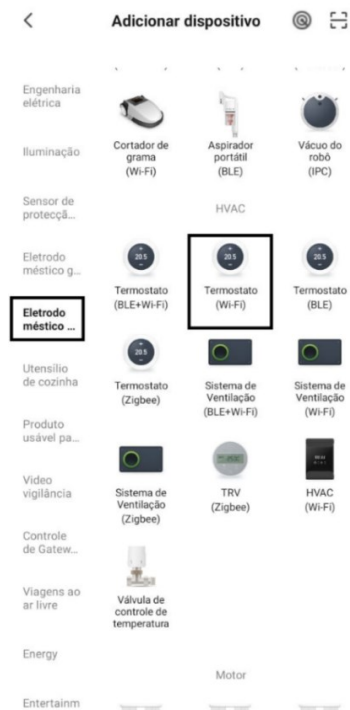 Adicionar dispositivo
Engenharia
elétrica
Iluminação
Sensor de
protecçã...
Eletrodo
méstico g...
Eletrodo
méstico ...
Utensílio
de cozinha
Produto
usável pa...
Video
vigilância
Controle
de Gatew...
Viagens ao
ar livre
Energy
Entertainm
Cortador de
grama
(Wi-Fi)
Aspirador
portátil
(BLE)
Vácuo do
robô
(IPC)
HVAC
20.5
Termostato
(BLE+Wi-Fi)
20.5
Termostato
(Wi-Fi)
20.5
Termostato
(BLE)
20.5
Termostato
(Zigbee)
Sistema de
Ventilação
(BLE+Wi-Fi)
Sistema de
Ventilação
(Wi-Fi)
Sistema de
Ventilação
(Zigbee)
TRV
(Zigbee)
HVAC
(Wi-Fi)
Válvula de
controle de
temperatura
Motor